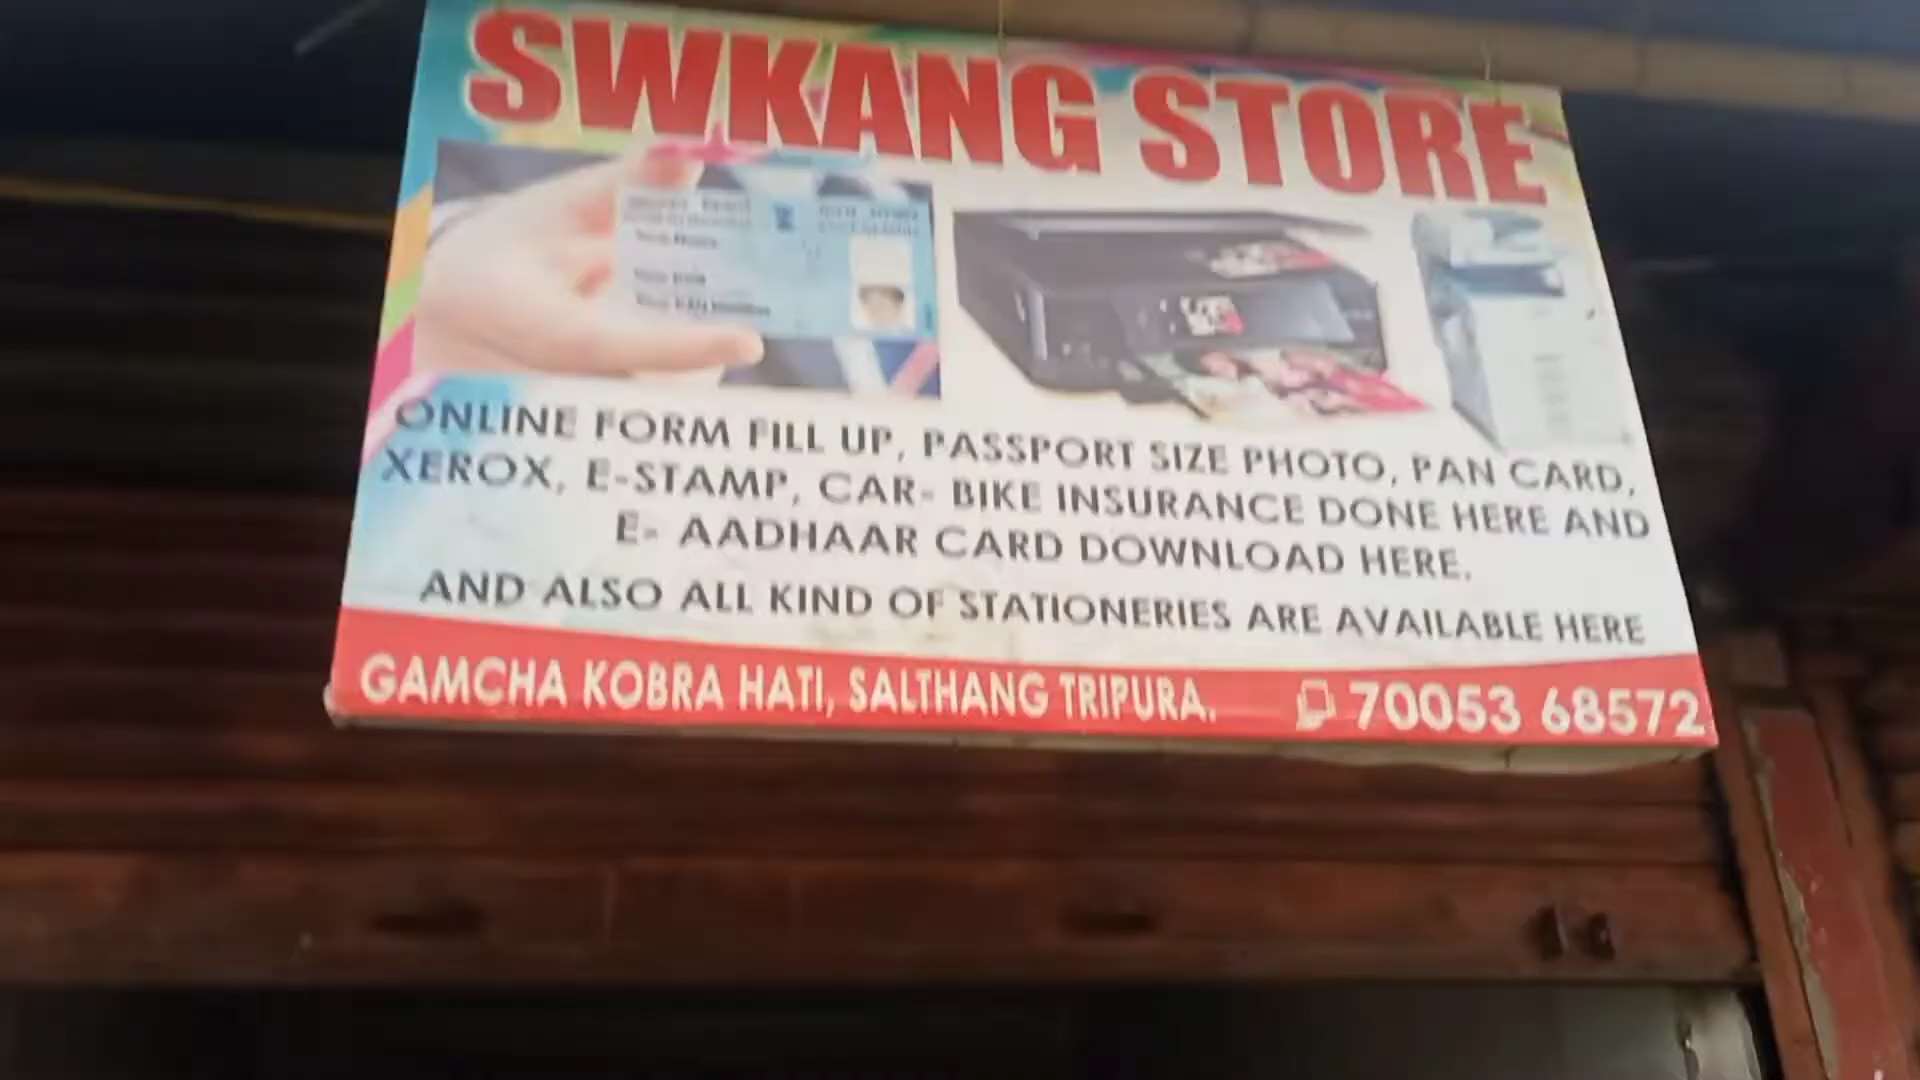 SWKANG STORE
ONLINE FORM FILL UP, PASSPORT SIZE PHOTO, PAN CARD,
XEROX, E-STAMP, CAR- BIKE INSURANCE DONE HERE AND
E- AADHAAR CARD DOWNLOAD HERE.
AND ALSO ALL KIND OF STATIONERIES ARE AVAILABLE HERE
GAMCHA KOBRA HATI, SALTHANG TRIPURA. 70053 68572